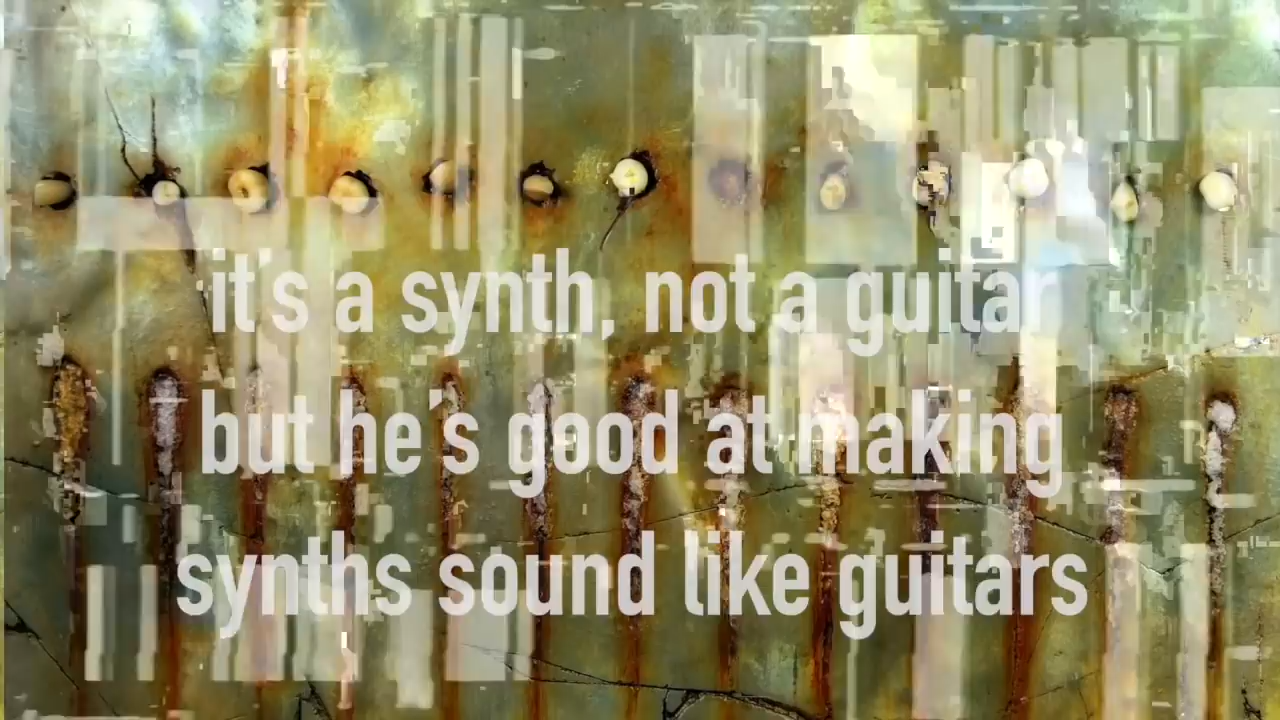 it's a synth, not a guitar
but he's good at making
synths sound like guitars